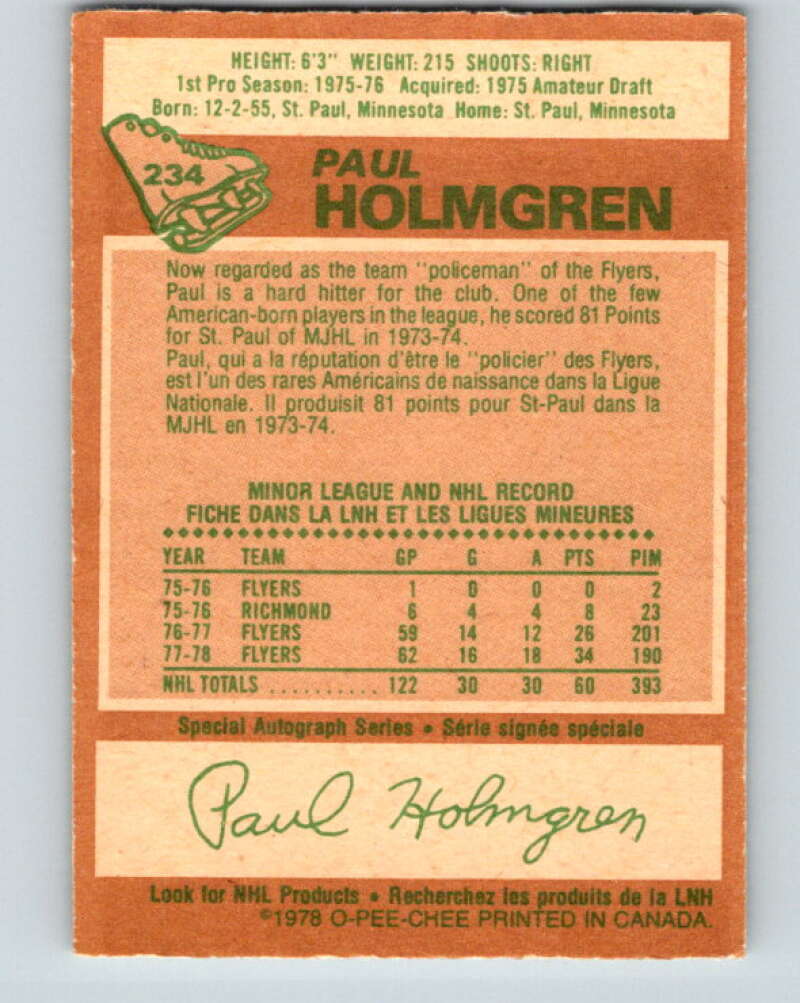 HEIGHT: 6'3" WEIGHT: 215 SHOOTS: RIGHT
1st Pro Season: 1975-76 Acquired: 1975 Amateur Draft
Born: 12-2-55, St. Paul, Minnesota Home: St. Paul, Minnesota
234
PAUL
HOLMGREN
Now regarded as the team "policeman" of the Flyers,
Paul is a hard hitter for the club. One of the few
American-born players in the league, he scored 81 Points
for St. Paul of MJHL in 1973-74.
Paul, qui a la réputation d'être le "policier" des Flyers,
est l'un des rares Américains de naissance dans la Ligue
Nationale. Il produisit 81 points pour St-Paul dans la
MJHL en 1973-74.
MINOR LEAGUE AND NHL RECORD
FICHE DANS LA LNH ET LES LIGUES MINEURES
YEAR TEAM GP G A PTS PIM
75-76 FLYERS 1 0 0 0 2
75-76 RICHMOND 6 4 4 8 23
76-77 FLYERS 59 14 12 26 201
77-78 FLYERS 62 16 18 34 190
NHL TOTALS .......... 122 30 30 60 393
Special Autograph Series • Série signée spéciale
Paul Holmgren
Look for NHL Products • Recherchez les produits de la LNH
©1978 O-PEE-CHEE PRINTED IN CANADA.